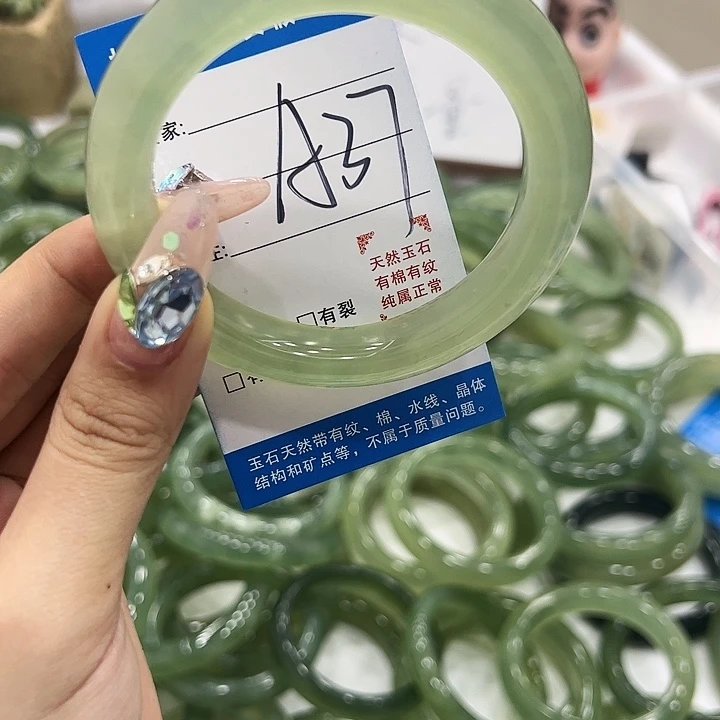 家:
A37
天然玉石
有棉有纹
纯属正常
有裂
玉石天然带有纹、棉、水线、晶体
结构和矿点等，不属于质量问题。